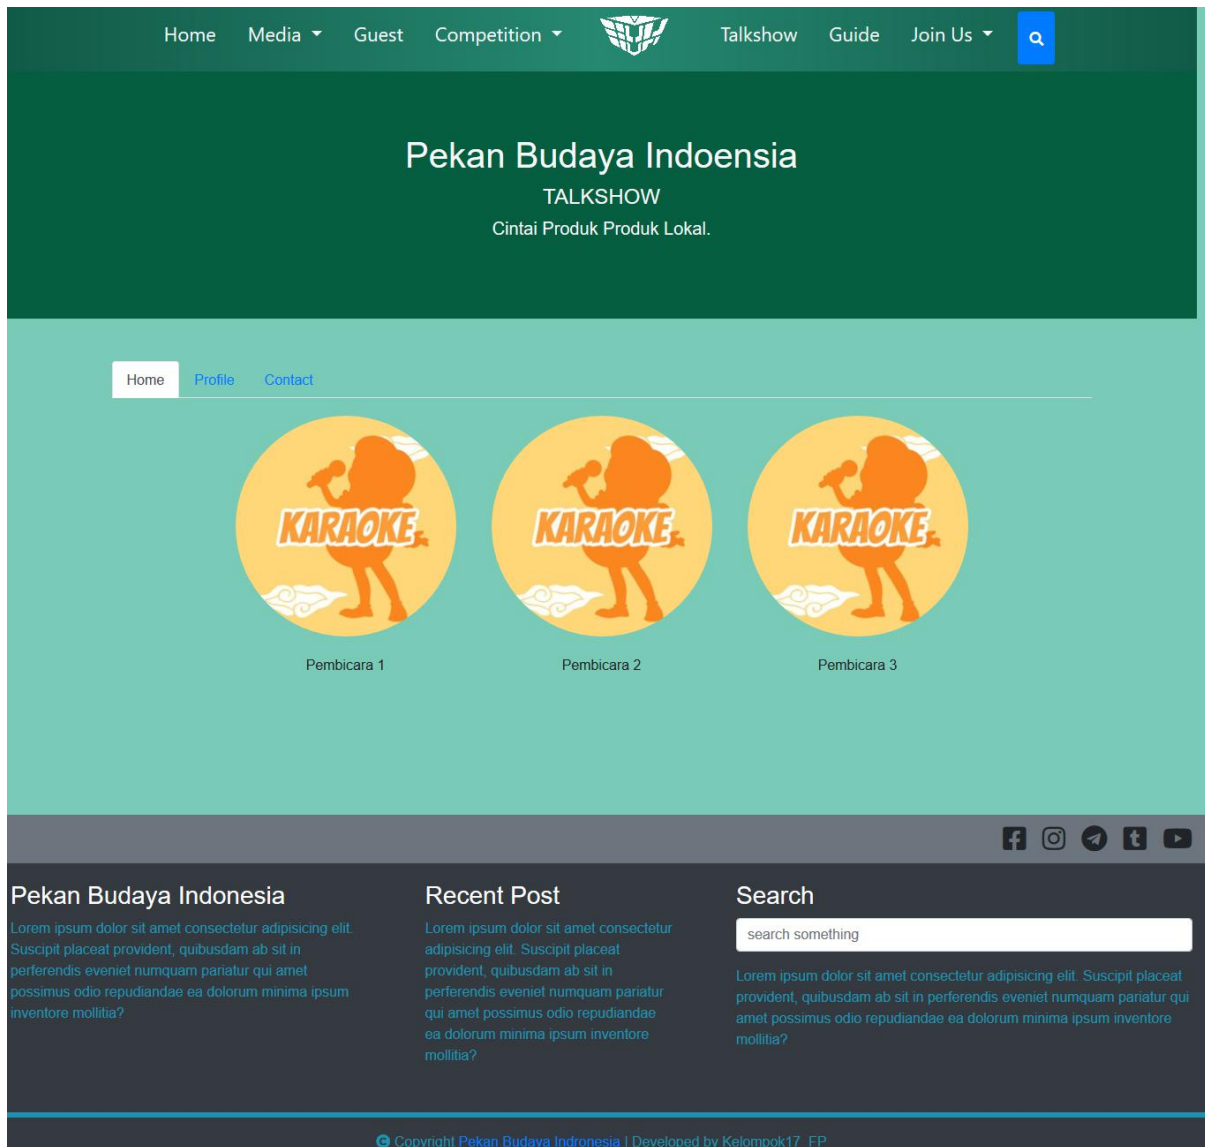 Home Media Guest Competition Talkshow Guide Join Us
Pekan Budaya Indoensia
TALKSHOW
Cintai Produk Produk Lokal.
Home Profile Contact
KARAOKE KARAOKE KARAOKE
Pembicara 1 Pembicara 2 Pembicara 3
Pekan Budaya Indonesia
Lorem ipsum dolor sit amet consectetur adipisicing elit.
Suscipit placeat provident, quibusdam ab sit in
perferendis eveniet numquam pariatur qui amet
possimus odio repudiandae ea dolorum minima ipsum
inventore mollitia?
Recent Post
Lorem ipsum dolor sit amet consectetur
adipisicing elit. Suscipit placeat
provident, quibusdam ab sit in
perferendis eveniet numquam pariatur
qui amet possimus odio repudiandae
ea dolorum minima ipsum inventore
mollitia?
Search
search something
Lorem ipsum dolor sit amet consectetur adipisicing elit. Suscipit placeat
provident, quibusdam ab sit in perferendis eveniet numquam pariatur qui
amet possimus odio repudiandae ea dolorum minima ipsum inventore
mollitia?
Copyright Pekan Budaya Indronesia | Developed by Kelompok17_FP